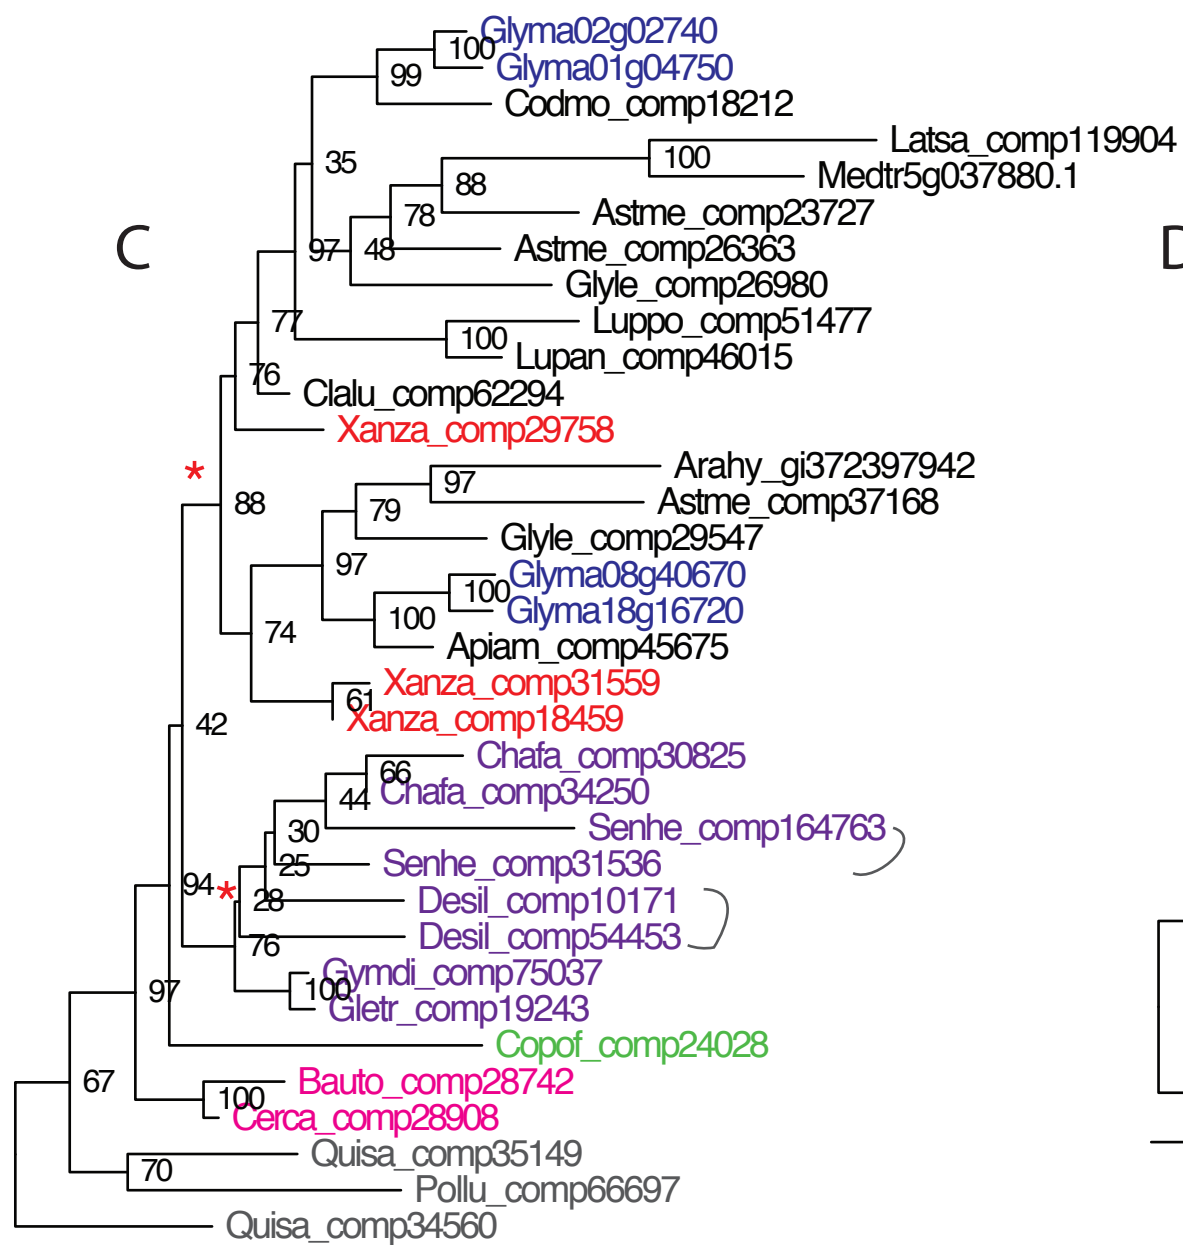 Glyma02g02740
100
Glyma01g04750
99
Codmo_comp18212
Latsa_comp119904
35
100
88
Medtr5g037880.1
78
Astme_comp23727
C
D
97
48
Astme_comp26363
Glyle_comp26980
77
Luppo_comp51477
100
Lupan_comp46015
76
Clalu_comp62294
Xanza_comp29758
*
Arahy_gi372397942
97
88
79
Astme_comp37168
Glyle_comp29547
97
Glyma08g40670
100
100
Glyma18g16720
74
Apiam_comp45675
Xanza_comp31559
61
42
Xanza_comp18459
Chafa_comp30825
66
44
Chafa_comp34250
30
Senhe_comp164763
25
Senhe_comp31536
94
*
28
Desil_comp10171
76
Desil_comp54453
Gymdi_comp75037
97
100
Gletr_comp19243
Copof_comp24028
67
Bauto_comp28742
100
Cerca_comp28908
Quisa_comp35149
70
Pollu_comp66697
Quisa_comp34560